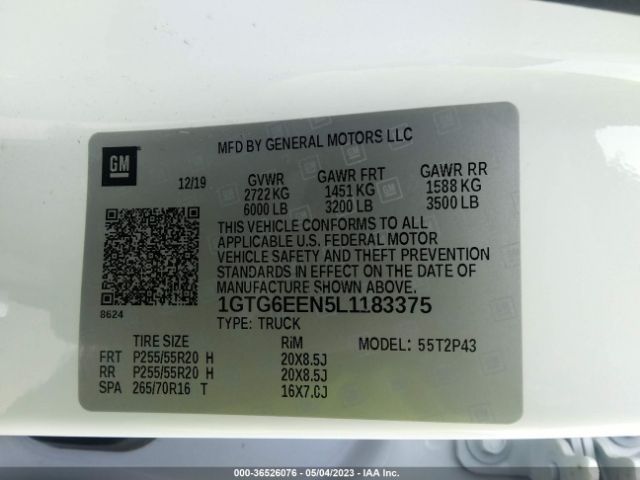 GM
MFD BY GENERAL MOTORS LLC
12/19
GVWR GAWR FRT GAWR RR
2722 KG 1451 KG 1588 KG
6000 LB 3200 LB 3500 LB
THIS VEHICLE CONFORMS TO ALL
APPLICABLE U.S. FEDERAL MOTOR
VEHICLE SAFETY AND THEFT PREVENTION
STANDARDS IN EFFECT ON THE DATE OF
MANUFACTURE SHOWN ABOVE.
8624
1GTG6EEN5L1183375
TYPE: TRUCK
TIRE SIZE RIM MODEL: 55T2P43
FRT P255/55R20 H 20X8.5J
RR P255/55R20 H 20X8.5J
SPA 265/70R16 T 16X7.0J
000-36526076 - 05/04/2023 - IAA Inc.